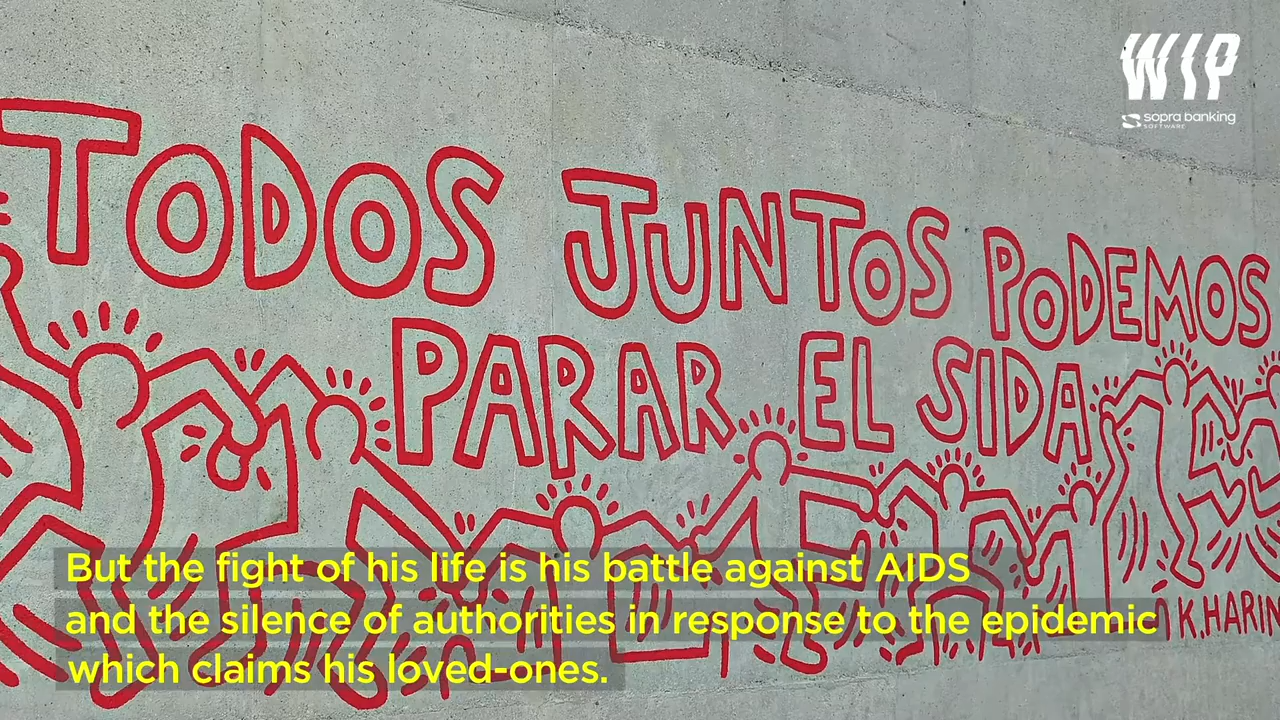 WIP
sopra banking
SOFTWARE
TODOS JUNTOS PODEMOS
PARAR EL SIDA
K.HARIN
But the fight of his life is his battle against AIDS
and the silence of authorities in response to the epidemic
which claims his loved-ones.